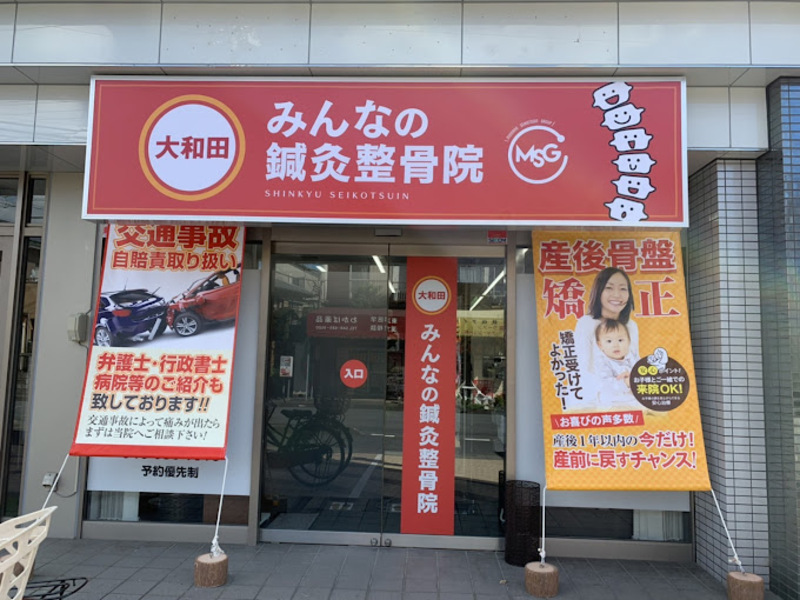 大和田
みんなの
鍼灸整骨院
SHINKYU SEIKOTSUIN
MSG
交通事故
自賠責取り扱い
弁護士・行政書士
病院等のご紹介も
致しております!!
交通事故によって痛みが出たら
まずは当院へご相談下さい!
予約優先制
入口
大和田
みんなの鍼灸整骨院
産後骨盤
矯正
矯正受けて
よかった!
ポイント!
お子様とご一緒での
来院OK!
お喜びの声多数
産後1年以内の今だけ!
産前に戻すチャンス!